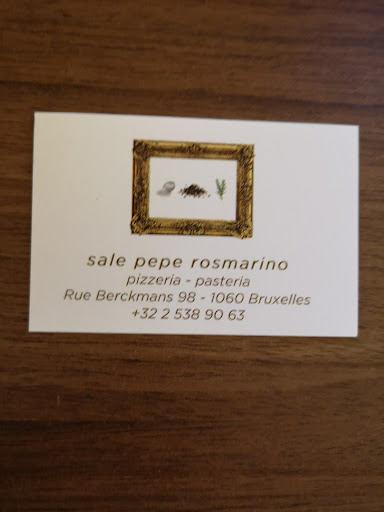 sale pepe rosmarino
pizzeria - pasteria
Rue Berckmans 98 - 1060 Bruxelles
+32 2 538 90 63